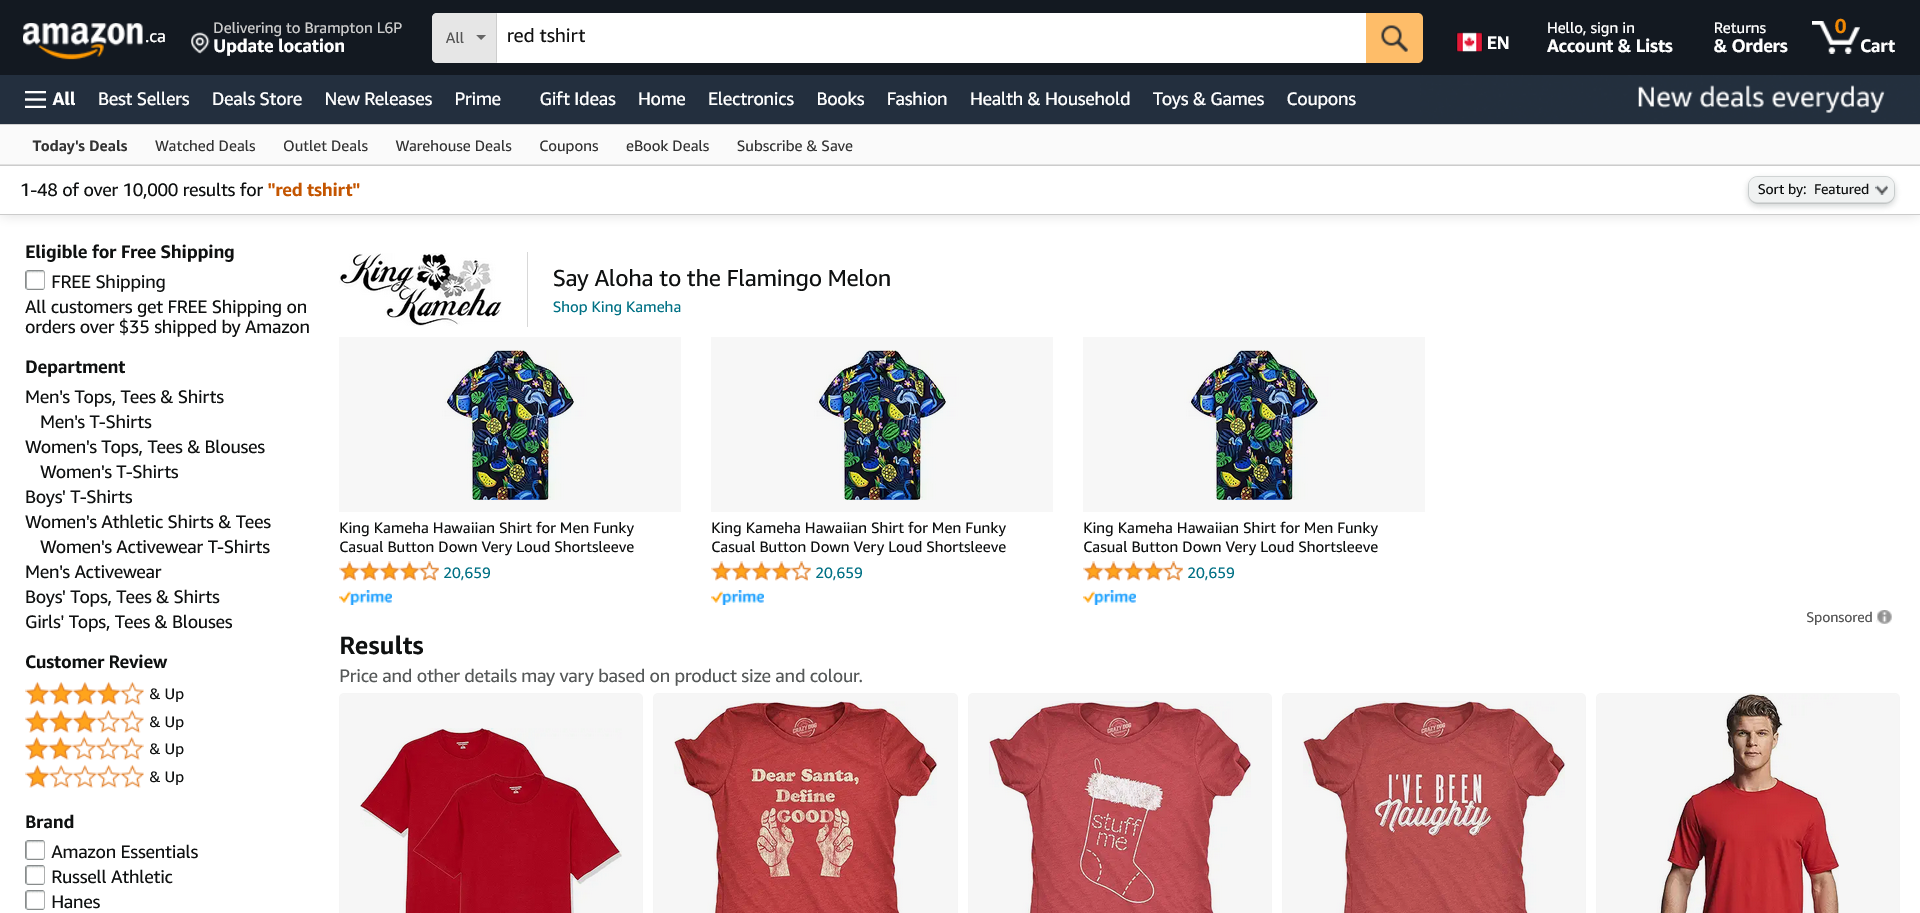 amazon.ca
Delivering to Brampton L6P
Update location
All
red tshirt
EN
Hello, sign in
Account & Lists
Returns
& Orders
0
Cart
All
Best Sellers
Deals Store
New Releases
Prime
Gift Ideas
Home
Electronics
Books
Fashion
Health & Household
Toys & Games
Coupons
New deals everyday
Today's Deals
Watched Deals
Outlet Deals
Warehouse Deals
Coupons
eBook Deals
Subscribe & Save
1-48 of over 10,000 results for "red tshirt"
Sort by: Featured
Eligible for Free Shipping
FREE Shipping
All customers get FREE Shipping on
orders over $35 shipped by Amazon
Department
Men's Tops, Tees & Shirts
Men's T-Shirts
Women's Tops, Tees & Blouses
Women's T-Shirts
Boys' T-Shirts
Women's Athletic Shirts & Tees
Women's Activewear T-Shirts
Men's Activewear
Boys' Tops, Tees & Shirts
Girls' Tops, Tees & Blouses
Customer Review
& Up
& Up
& Up
& Up
Brand
Amazon Essentials
Russell Athletic
Hanes
King
Kameha
Say Aloha to the Flamingo Melon
Shop King Kameha
King Kameha Hawaiian Shirt for Men Funky
Casual Button Down Very Loud Shortsleeve
20,659
prime
King Kameha Hawaiian Shirt for Men Funky
Casual Button Down Very Loud Shortsleeve
20,659
prime
King Kameha Hawaiian Shirt for Men Funky
Casual Button Down Very Loud Shortsleeve
20,659
prime
Sponsored
Results
Price and other details may vary based on product size and colour.
CRAZY DOG
Dear Santa,
Define
GOOD
CRAZY DOG
stuff
me
CRAZY DOG
I'VE BEEN
Naughty